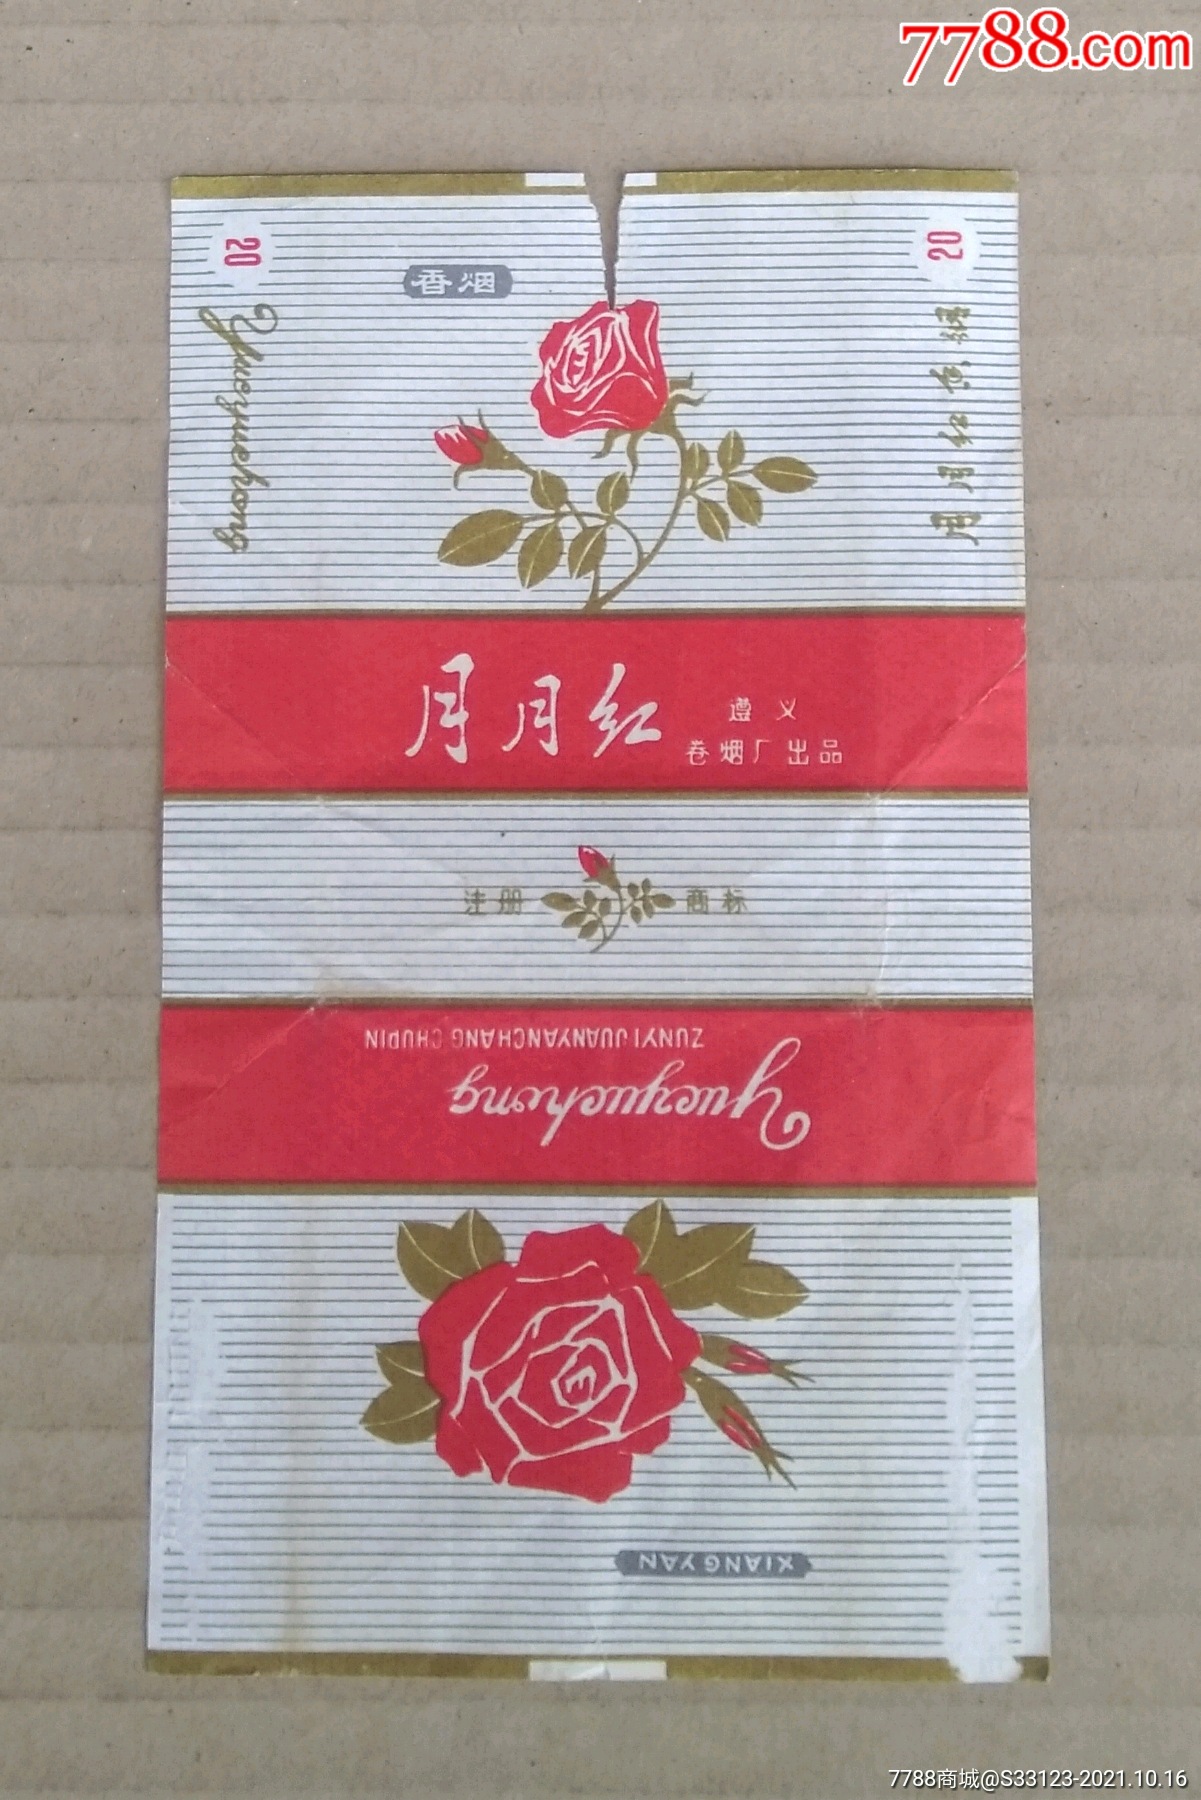 7788.com
20
20
香烟
Yueyuehong
月月红香烟
月月红
遵义
卷烟厂出品
注册 商标
ZUNYI JUANYANCHANG CHUPIN
Yueyuehong
XIANG YAN
7788商城@S33123-2021.10.16